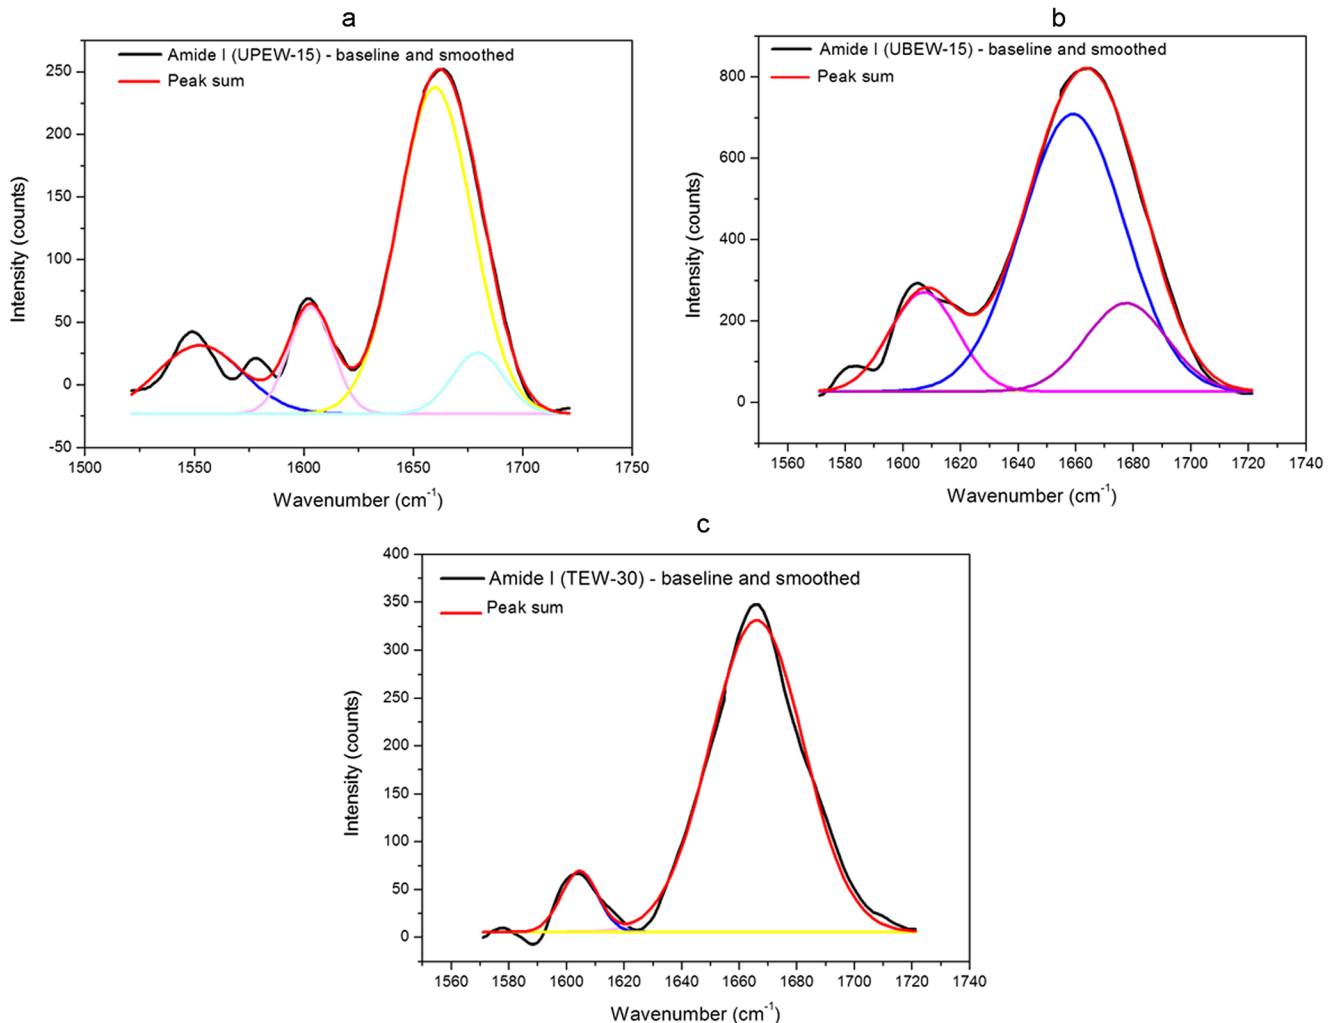 a
Amide I (UPEW-15) - baseline and smoothed
Peak sum
250
200
150
100
50
0
-50
Intensity (counts)
1500 1550 1600 1650 1700 1750
Wavenumber (cm⁻¹)
b
Amide I (UBEW-15) - baseline and smoothed
Peak sum
800
600
400
200
0
Intensity (counts)
1560 1580 1600 1620 1640 1660 1680 1700 1720 1740
Wavenumber (cm⁻¹)
c
Amide I (TEW-30) - baseline and smoothed
Peak sum
400
350
300
250
200
150
100
50
0
Intensity (counts)
1560 1580 1600 1620 1640 1660 1680 1700 1720 1740
Wavenumber (cm⁻¹)